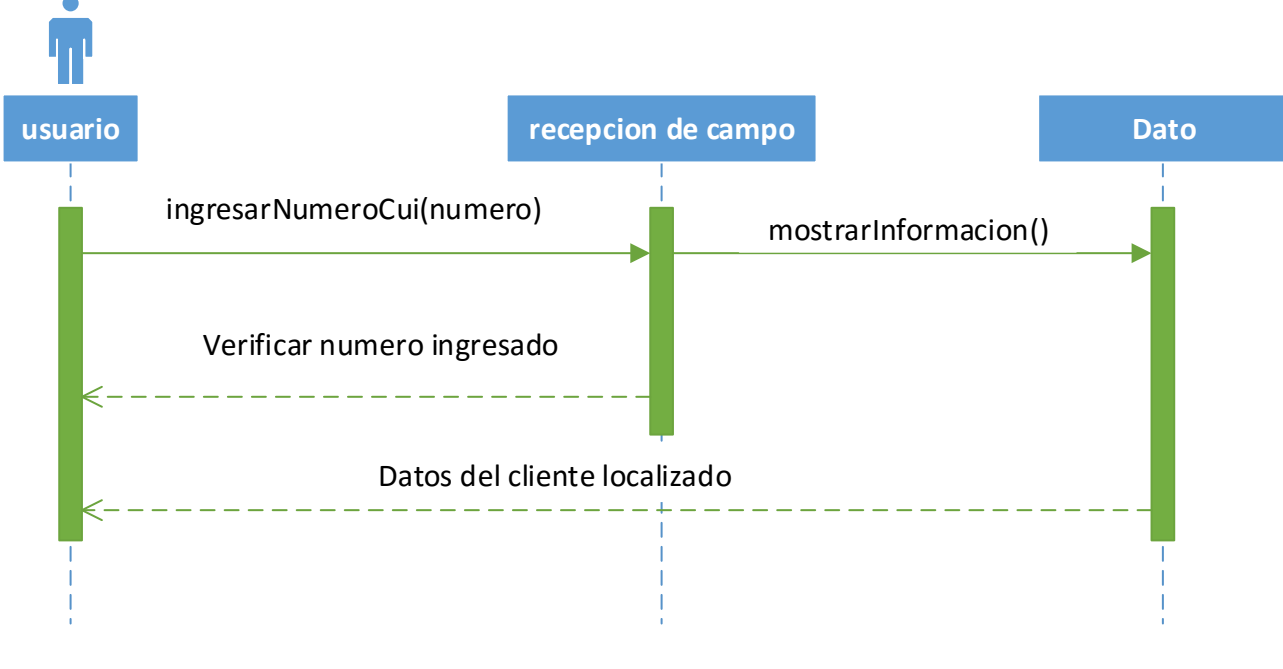 usuario
recepcion de campo
Dato
ingresarNumeroCui(numero)
mostrarInformacion()
Verificar numero ingresado
Datos del cliente localizado